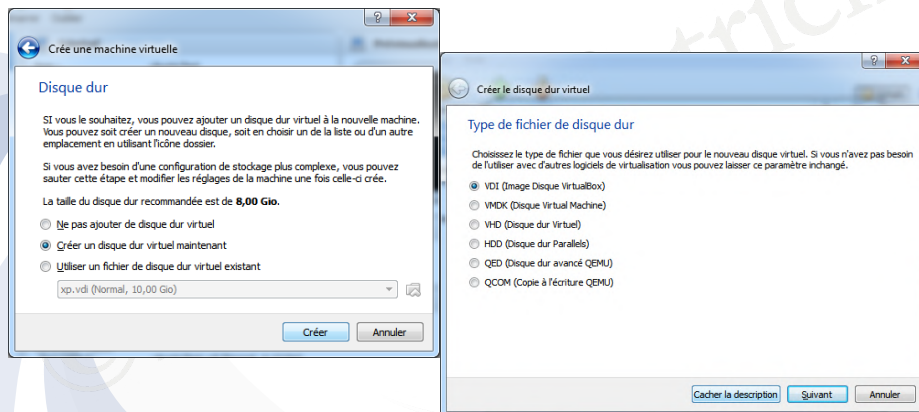 Crée une machine virtuelle
Disque dur
SI vous le souhaitez, vous pouvez ajouter un disque dur virtuel à la nouvelle machine.
Vous pouvez soit créer un nouveau disque, soit en choisir un de la liste ou d'un autre
emplacement en utilisant l'icône dossier.
Si vous avez besoin d'une configuration de stockage plus complexe, vous pouvez
sauter cette étape et modifier les réglages de la machine une fois celle-ci crée.
La taille du disque dur recommandée est de 8,00 Gio.
Ne pas ajouter de disque dur virtuel
Créer un disque dur virtuel maintenant
Utiliser un fichier de disque dur virtuel existant
xp.vdi (Normal, 10,00 Gio)
Créer
Annuler
Créer le disque dur virtuel
Type de fichier de disque dur
Choisissez le type de fichier que vous désirez utiliser pour le nouveau disque virtuel. Si vous n'avez pas besoin
de l'utiliser avec d'autres logiciels de virtualisation vous pouvez laisser ce paramètre inchangé.
VDI (Image Disque VirtualBox)
VMDK (Disque Virtual Machine)
VHD (Disque dur Virtuel)
HDD (Disque dur Parallels)
QED (Disque dur avancé QEMU)
QCOM (Copie à l'écriture QEMU)
Cacher la description
Suivant
Annuler